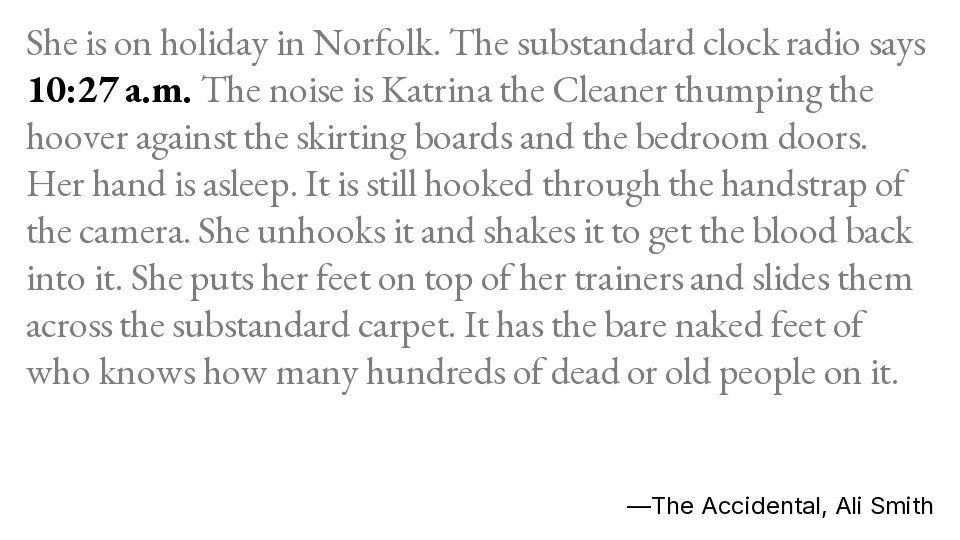 She is on holiday in Norfolk. The substandard clock radio says
10:27 a.m. The noise is Katrina the Cleaner thumping the
hoover against the skirting boards and the bedroom doors.
Her hand is asleep. It is still hooked through the handstrap of
the camera. She unhooks it and shakes it to get the blood back
into it. She puts her feet on top of her trainers and slides them
across the substandard carpet. It has the bare naked feet of
who knows how many hundreds of dead or old people on it.
—The Accidental, Ali Smith